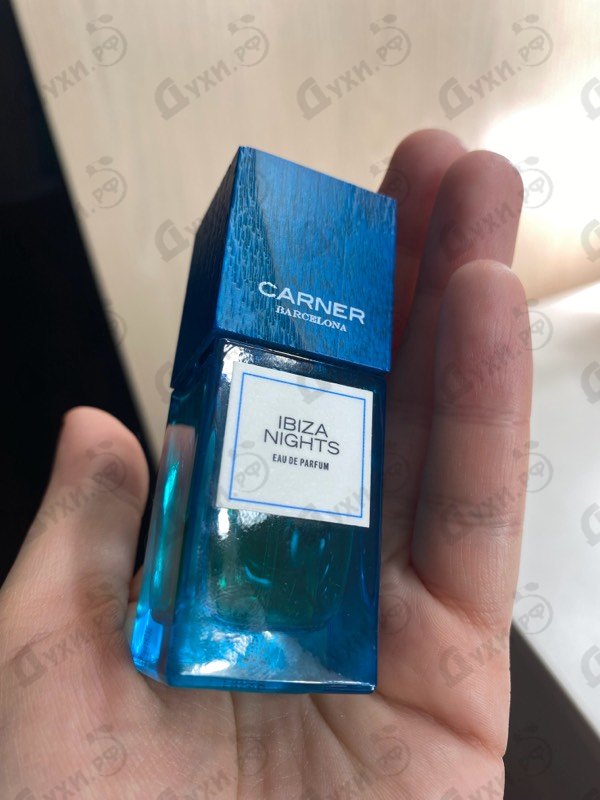 CARNER
BARCELONA
IBIZA
NIGHTS
EAU DE PARFUM
Духи.рф